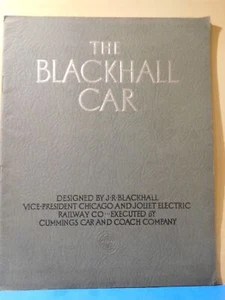 THE
BLACKHALL
CAR
DESIGNED BY J·R·BLACKHALL
VICE-PRESIDENT CHICAGO AND JOLIET ELECTRIC
RAILWAY CO–EXECUTED BY
CUMMINGS CAR AND COACH COMPANY